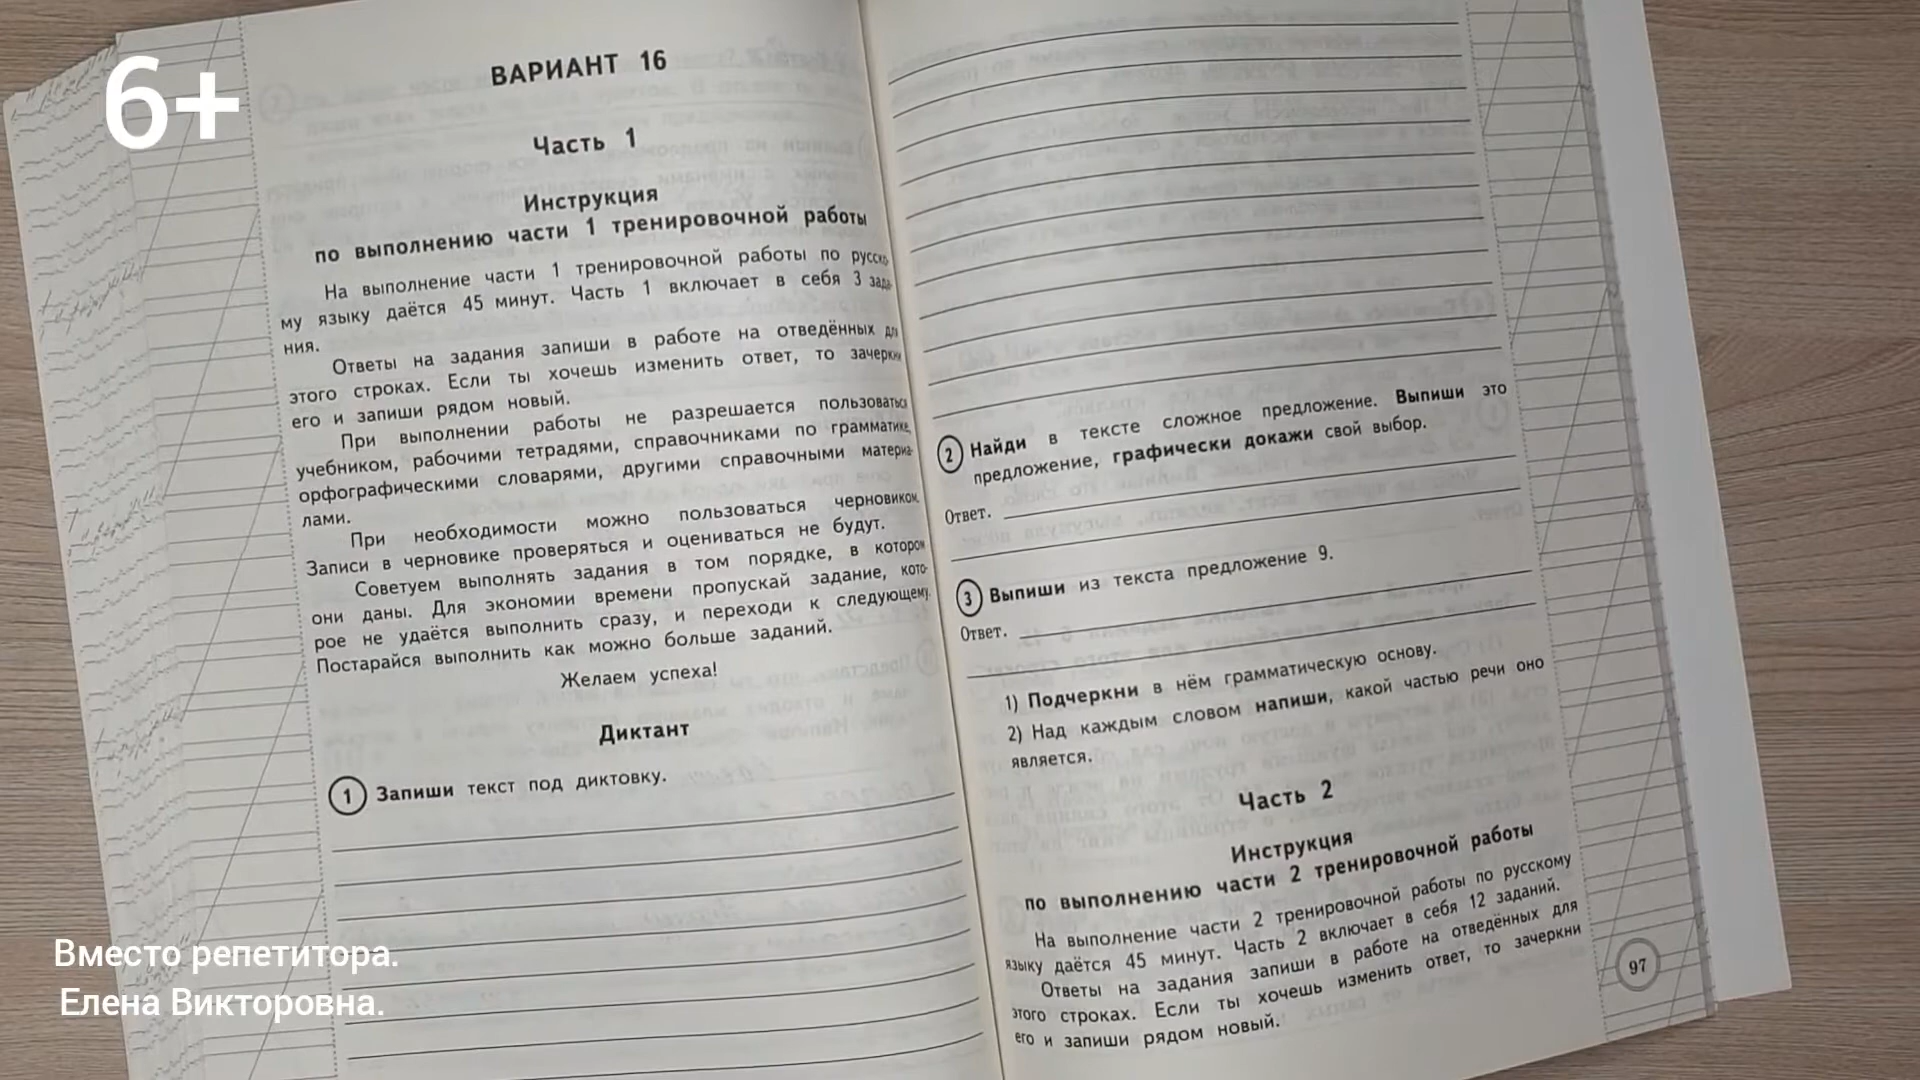 6+
ВАРИАНТ 16
Часть 1
Инструкция
по выполнению части 1 тренировочной работы
На выполнение части 1 тренировочной работы по русско-
му языку даётся 45 минут. Часть 1 включает в себя 3 зада-
ния.
Ответы на задания запиши в работе на отведённых для
этого строках. Если ты хочешь изменить ответ, то зачеркни
его и запиши рядом новый.
При выполнении работы не разрешается пользоваться
учебником, рабочими тетрадями, справочниками по грамматике,
орфографическими словарями, другими справочными материа-
лами.
При необходимости можно пользоваться черновиком.
Записи в черновике проверяться и оцениваться не будут.
Советуем выполнять задания в том порядке, в котором
они даны. Для экономии времени пропускай задание, кото-
рое не удаётся выполнить сразу, и переходи к следующему.
Постарайся выполнить как можно больше заданий.
Желаем успеха!
Диктант
1 Запиши текст под диктовку.
2 Найди в тексте сложное предложение. Выпиши это
предложение, графически докажи свой выбор.
Ответ.
3 Выпиши из текста предложение 9.
Ответ.
1) Подчеркни в нём грамматическую основу.
2) Над каждым словом напиши, какой частью речи оно
является.
Часть 2
Инструкция
по выполнению части 2 тренировочной работы
На выполнение части 2 тренировочной работы по русскому
языку даётся 45 минут. Часть 2 включает в себя 12 заданий.
Ответы на задания запиши в работе на отведённых для
этого строках. Если ты хочешь изменить ответ, то зачеркни
его и запиши рядом новый.
97
Вместо репетитора.
Елена Викторовна.